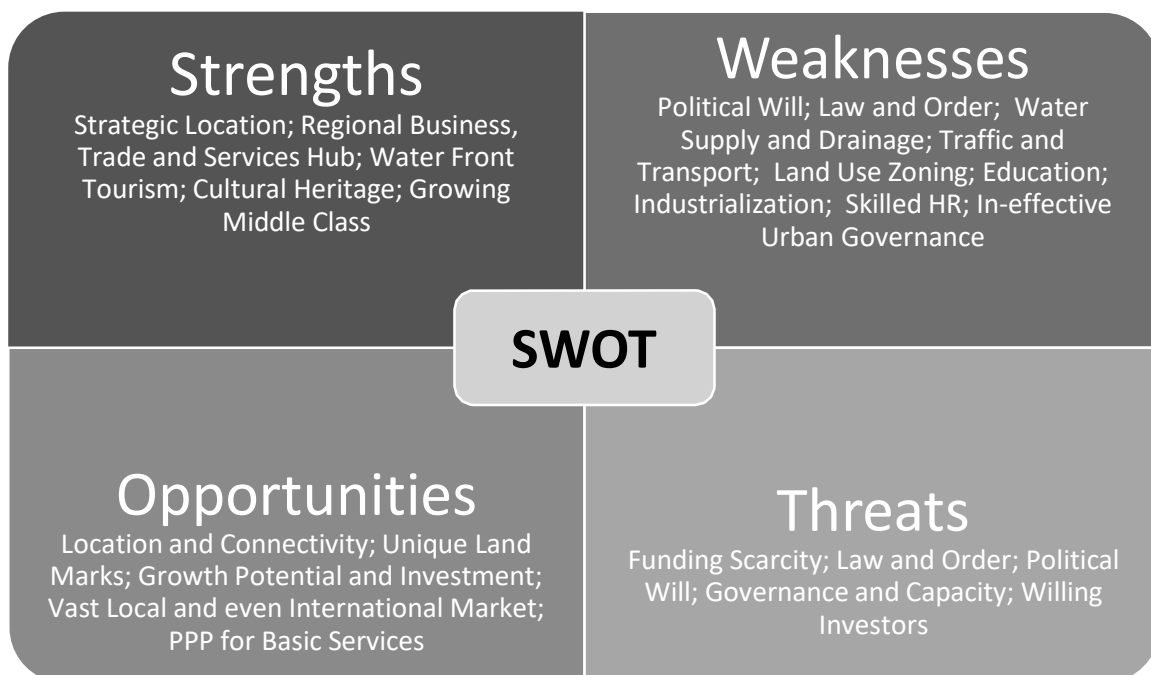 Strengths
Strategic Location; Regional Business,
Trade and Services Hub; Water Front
Tourism; Cultural Heritage; Growing
Middle Class
Weaknesses
Political Will; Law and Order;  Water
Supply and Drainage; Traffic and
Transport;  Land Use Zoning; Education;
Industrialization;  Skilled HR; In-effective
Urban Governance
SWOT
Opportunities
Location and Connectivity; Unique Land
Marks; Growth Potential and Investment;
Vast Local and even International Market;
PPP for Basic Services
Threats
Funding Scarcity; Law and Order; Political
Will; Governance and Capacity; Willing
Investors